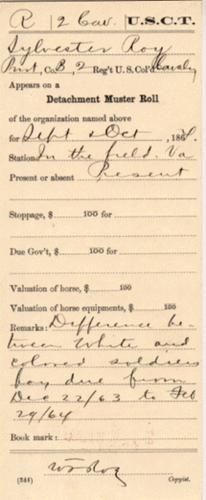 R | 2 Cav. | U.S.C.T.
Sylvester Roy
Privt, Co. B, 2 Reg't U.S. Col'd Cavalry
Appears on a
Detachment Muster Roll
of the organization named above
for Sept & Oct, 1864.
Station In the field, Va
Present or absent Present
Stoppage, $ 100 for
Due Gov't, $ 100 for
Valuation of horse, $ 100
Valuation of horse equipments, $ 100
Remarks: Difference be-
tween White and
colored soldiers
pay due from
Dec 22/63 to Feb
29/64
Book mark:
(341) Copyist.